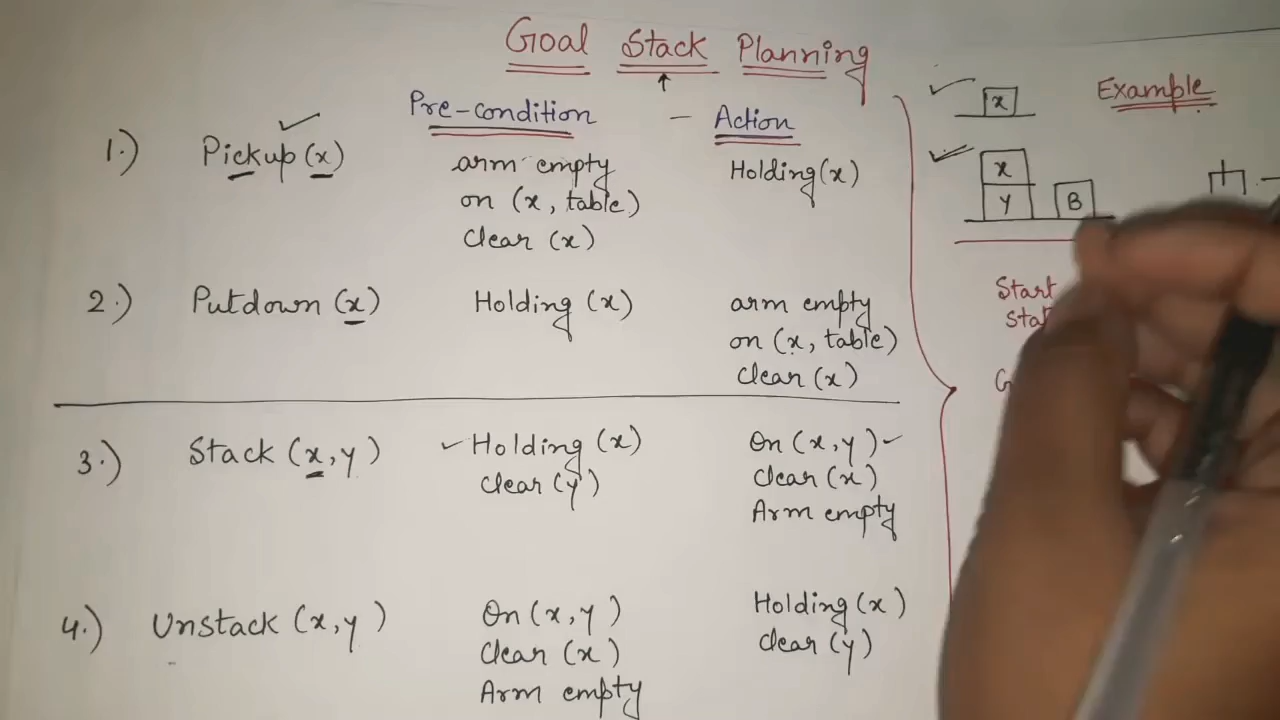 Goal Stack Planning
Pre-condition - Action
1.) Pickup (x) arm empty Holding(x)
on (x, table)
Clear (x)
2.) Putdown (x) Holding (x) arm empty
on (x, table)
Clear (x)
3.) Stack (x,y) Holding (x) On (x,y)
Clear (y) Clear (x)
Arm empty
4.) Unstack (x,y) On (x,y) Holding (x)
Clear (x) Clear (y)
Arm empty
Example
x
x
y B
Start